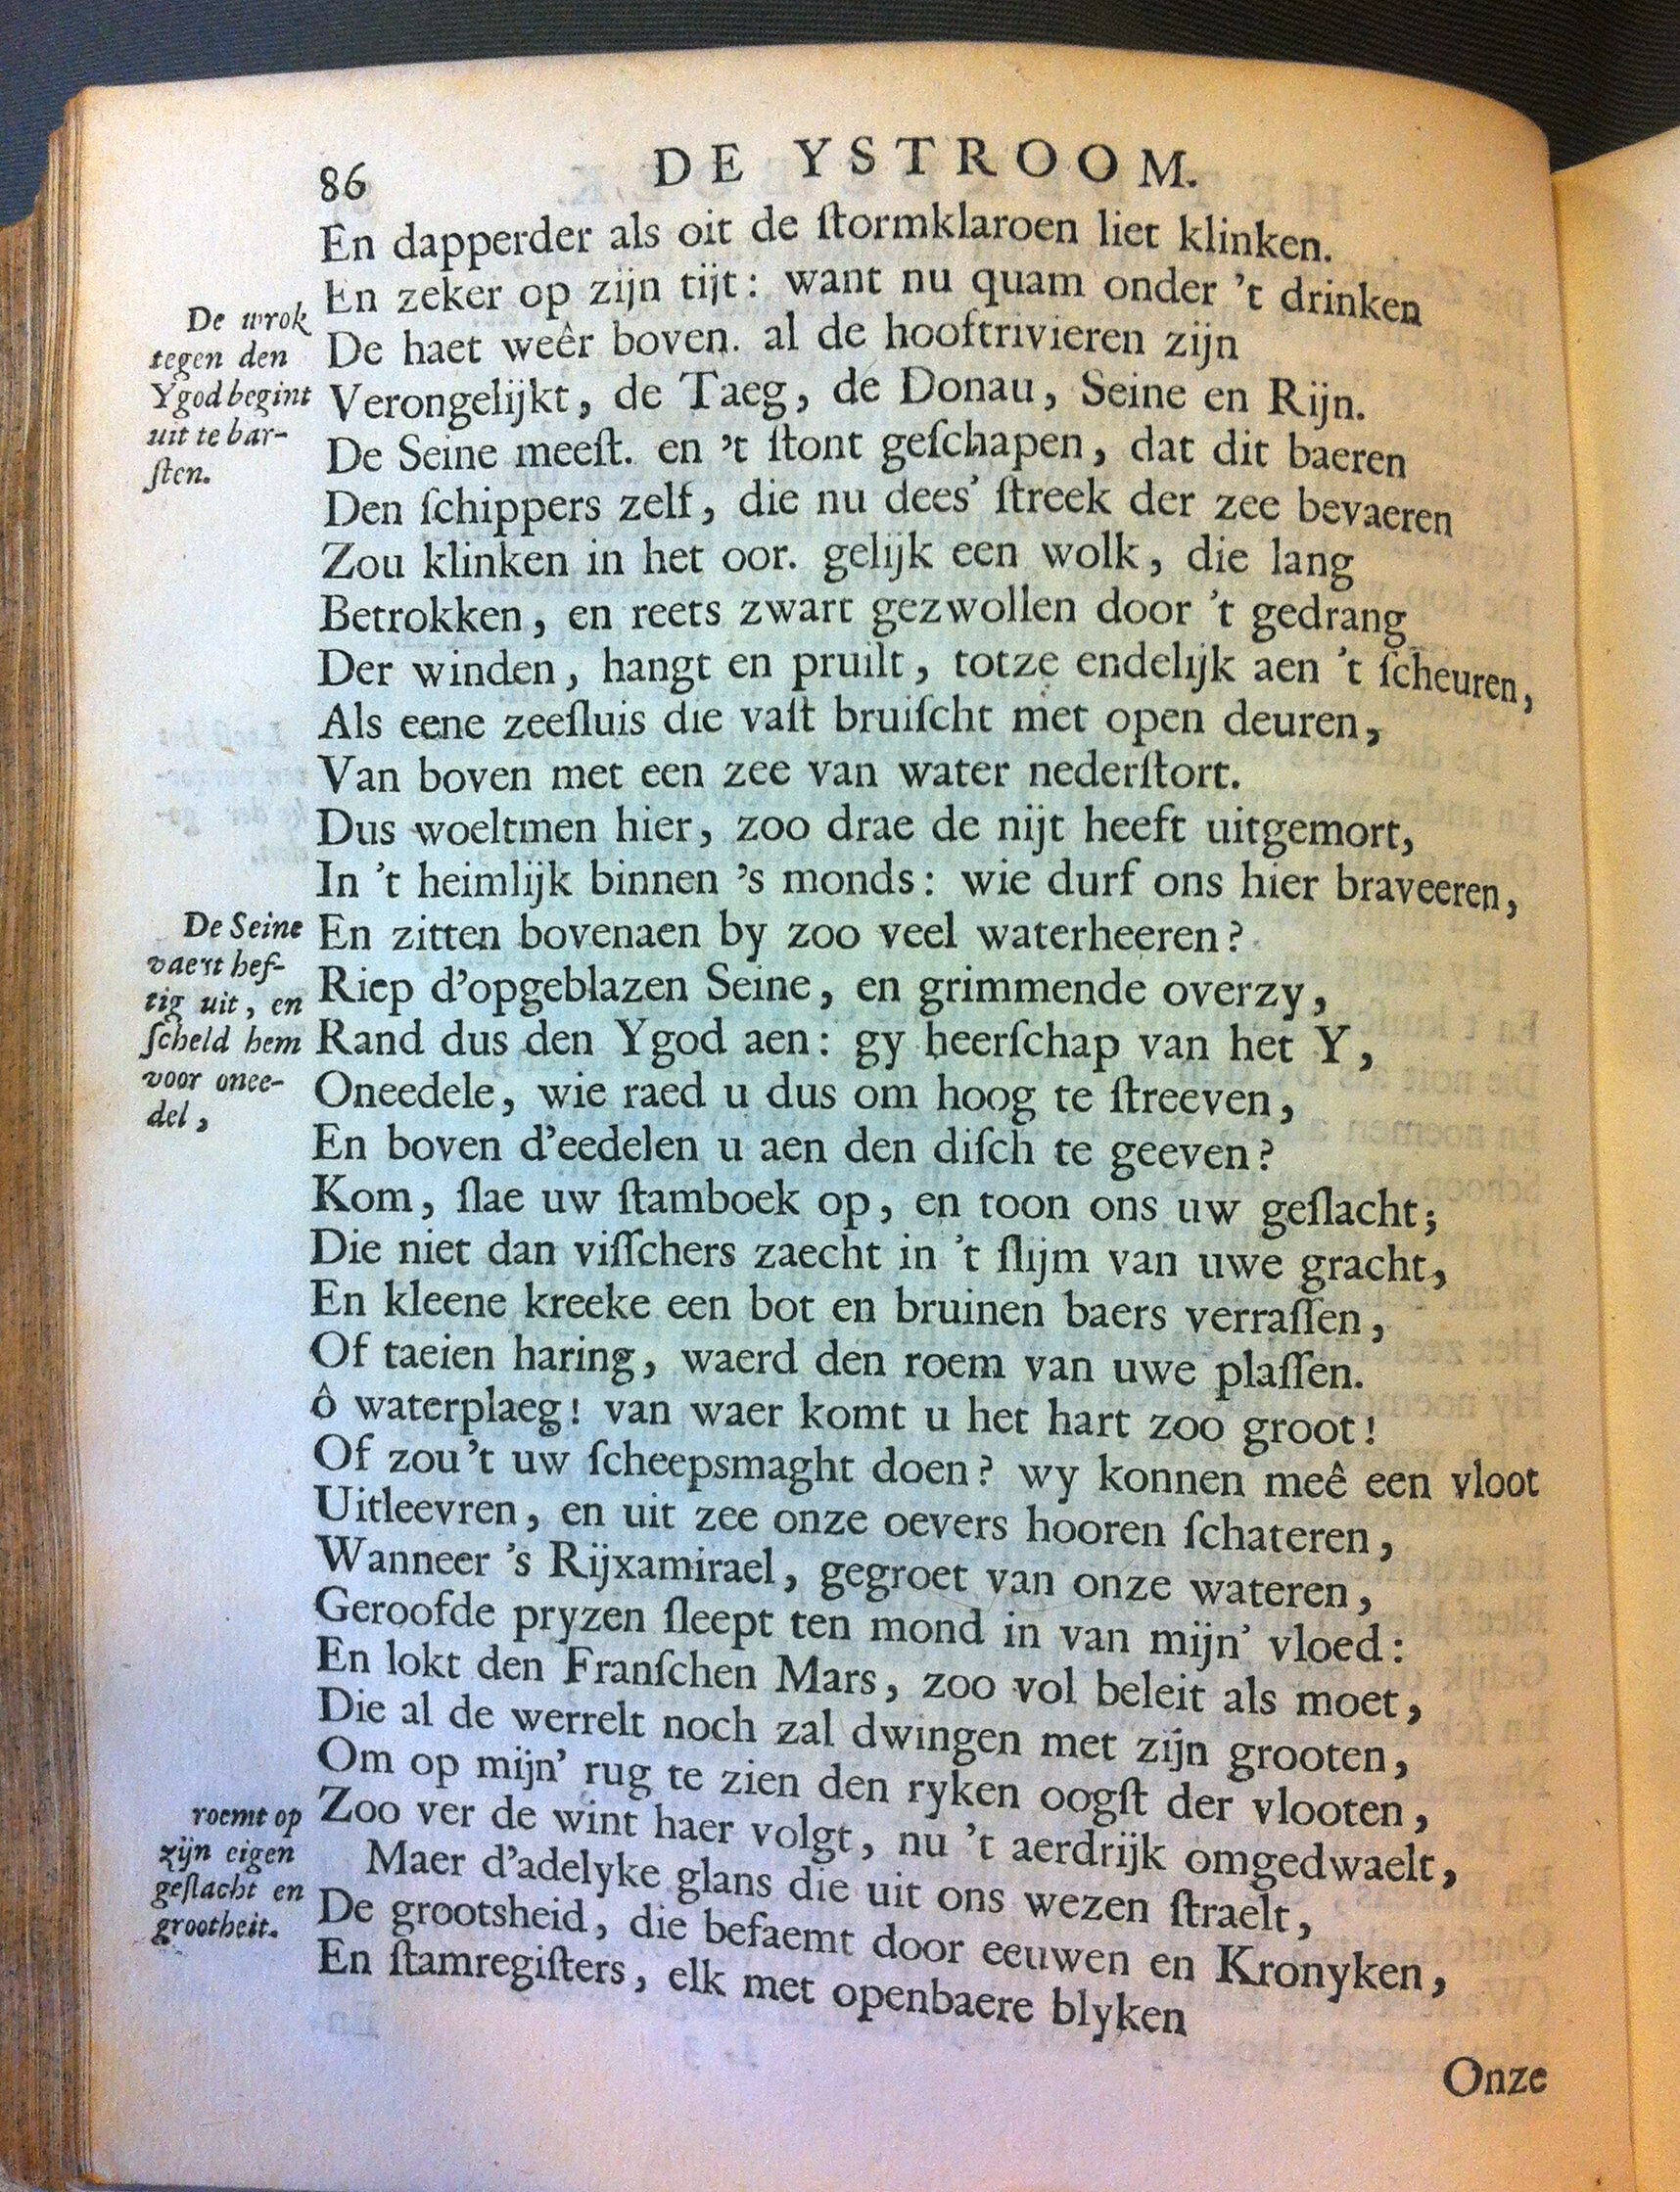 86 DE YSTROOM.
En dapperder als oit de ſtormklaroen liet klinken.
En zeker op zijn tijt: want nu quam onder 't drinken
De haet weêr boven. al de hooftrivieren zijn
Verongelijkt, de Taeg, de Donau, Seine en Rijn.
De Seine meeſt. en 't ſtont geſchapen, dat dit baeren
Den ſchippers zelf, die nu dees' ſtreek der zee bevaeren
Zou klinken in het oor. gelijk een wolk, die lang
Betrokken, en reets zwart gezwollen door 't gedrang
Der winden, hangt en pruilt, totze endelijk aen 't ſcheuren,
Als eene zeeſluis die vaſt bruiſcht met open deuren,
Van boven met een zee van water nederſtort.
Dus woeltmen hier, zoo drae de nijt heeft uitgemort,
In 't heimlijk binnen 's monds: wie durf ons hier braveeren,
En zitten bovenaen by zoo veel waterheeren?
Riep d'opgeblazen Seine, en grimmende overzy,
Rand dus den Ygod aen: gy heerſchap van het Y,
Oneedele, wie raed u dus om hoog te ſtreeven,
En boven d'eedelen u aen den diſch te geeven?
Kom, ſlae uw ſtamboek op, en toon ons uw geſlacht;
Die niet dan viſſchers zaecht in 't ſlijm van uwe gracht,
En kleene kreeke een bot en bruinen baers verraſſen,
Of taeien haring, waerd den roem van uwe plaſſen.
ô waterplaeg! van waer komt u het hart zoo groot!
Of zou't uw ſcheepsmaght doen? wy konnen meê een vloot
Uitleevren, en uit zee onze oevers hooren ſchateren,
Wanneer 's Rijxamirael, gegroet van onze wateren,
Geroofde pryzen ſleept ten mond in van mijn' vloed:
En lokt den Franſchen Mars, zoo vol beleit als moet,
Die al de werrelt noch zal dwingen met zijn grooten,
Om op mijn' rug te zien den ryken oogſt der vlooten,
Zoo ver de wint haer volgt, nu 't aerdrijk omgedwaelt,
Maer d'adelyke glans die uit ons wezen ſtraelt,
De grootsheid, die befaemt door eeuwen en Kronyken,
En ſtamregiſters, elk met openbaere blyken
Onze
De wrok
tegen den
Ygod begint
uit te bar-
ſten.
De Seine
vaert hef-
tig uit, en
ſcheld hem
voor onee-
del,
roemt op
zijn eigen
geſlacht en
grootheit.